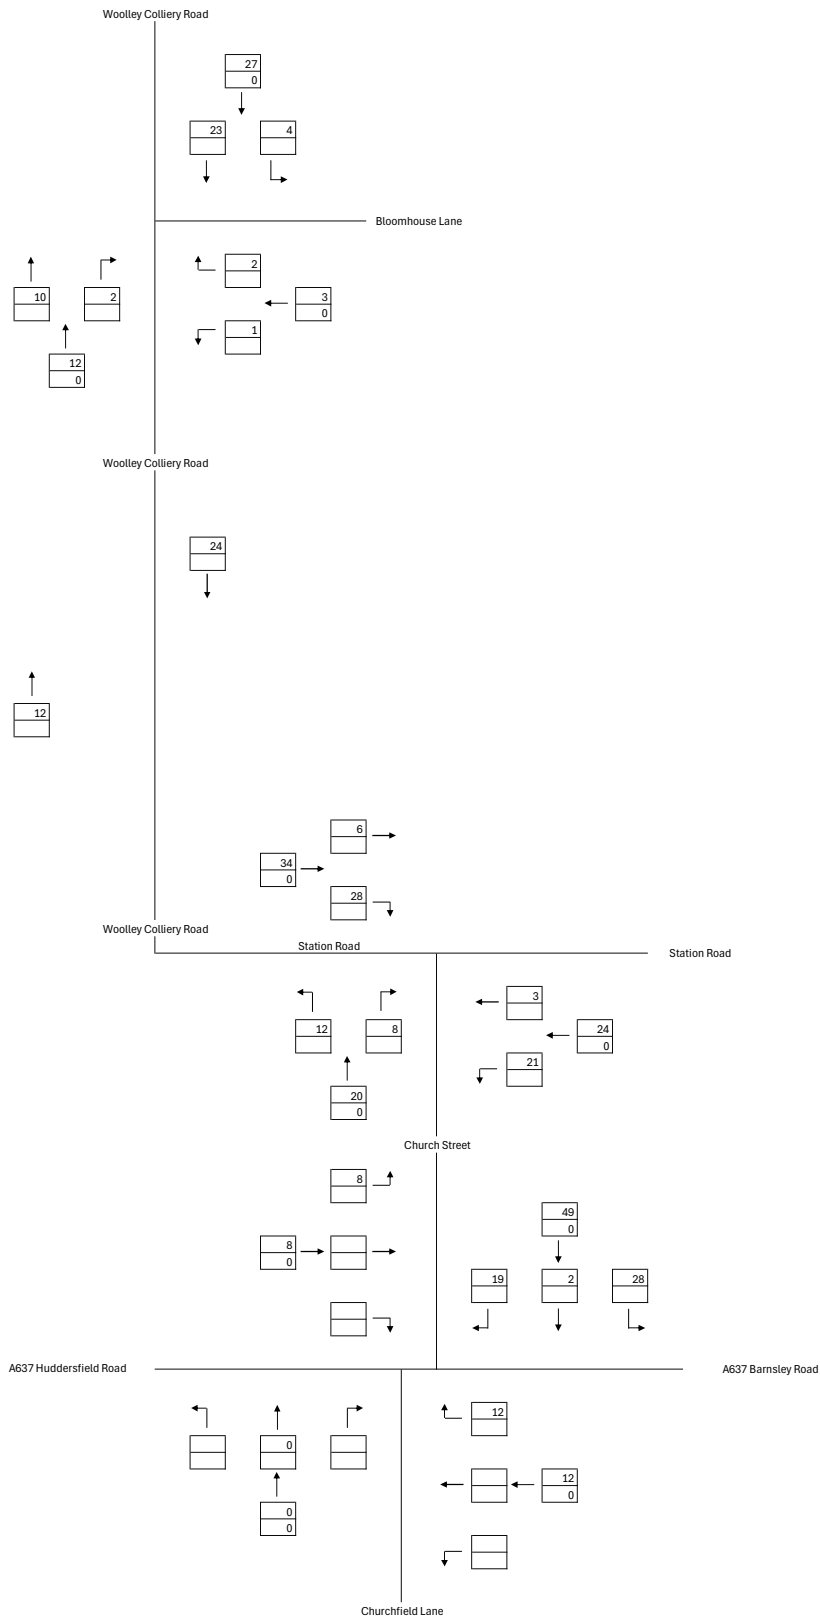 Woolley Colliery Road
27
0
23 4
Bloomhouse Lane
2
10 2 3
0
1
12
0
Woolley Colliery Road
24
12
6
34
0
28
Woolley Colliery Road
Station Road
Station Road
3
12 8 24
0
21
20
0
Church Street
8
49
0
8
0
19 2 28
A637 Huddersfield Road A637 Barnsley Road
12
0
12
0
0
0
Churchfield Lane